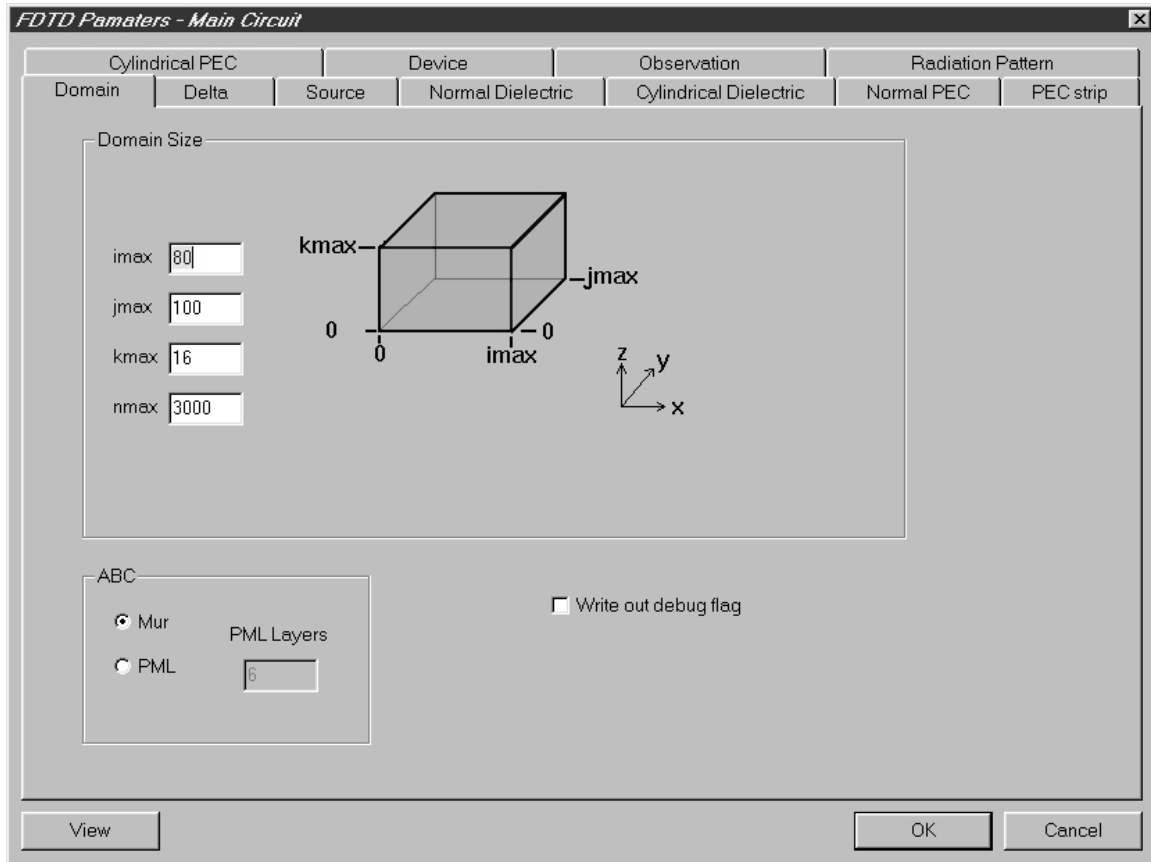 FDTD Pamaters - Main Circuit
Cylindrical PEC Device Observation Radiation Pattern
Domain Delta Source Normal Dielectric Cylindrical Dielectric Normal PEC PEC strip
Domain Size
imax 80
jmax 100
kmax 16
nmax 3000
kmax
jmax
0 0
0 imax
z y
x
ABC
Mur
PML
PML Layers
6
Write out debug flag
View OK Cancel